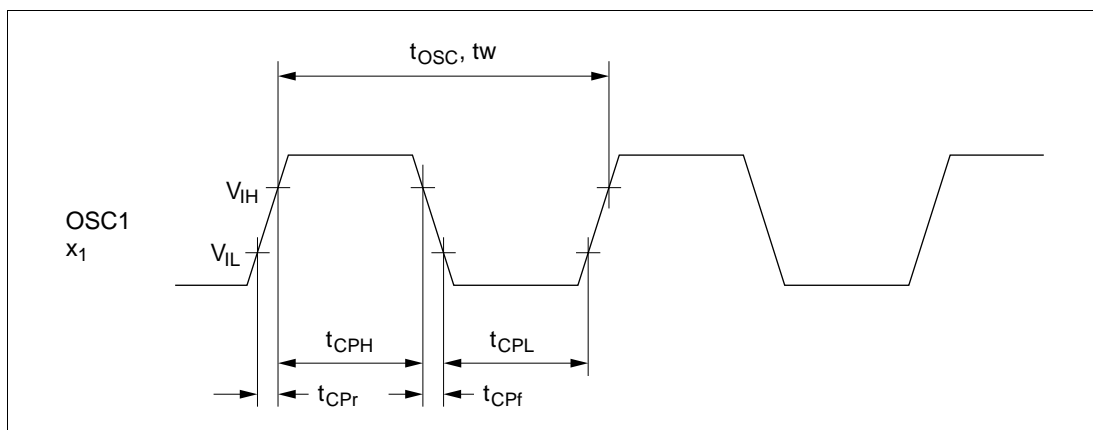 tOSC, tw
VIH
OSC1
x1
VIL
tCPH
tCPL
tCPr
tCPf